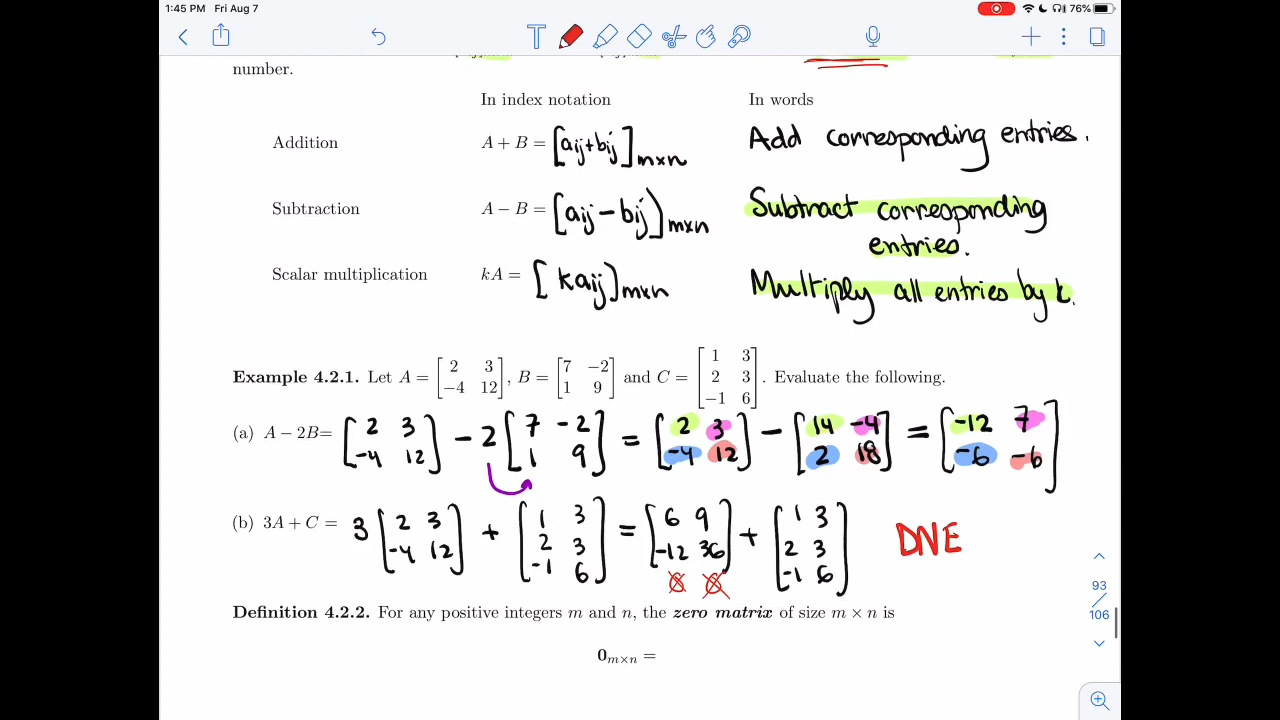 1:45 PM Fri Aug 7 76%
T
number.
In index notation In words
Addition A + B = [aij+bij]m×n Add corresponding entries.
Subtraction A − B = [aij − bij]m×n Subtract corresponding
entries.
Scalar multiplication kA = [kaij]m×n Multiply all entries by k.
Example 4.2.1. Let A = [2 3; −4 12], B = [7 −2; 1 9] and C = [1 3; 2 3; −1 6]. Evaluate the following.
(a) A − 2B = [2 3; −4 12] − 2 [7 −2; 1 9] = [2 3; −4 12] − [14 −4; 2 18] = [−12 7; −6 −6]
(b) 3A + C = 3 [2 3; −4 12] + [1 3; 2 3; −1 6] = [6 9; −12 36] + [1 3; 2 3; −1 6] DNE
93
/
106
Definition 4.2.2. For any positive integers m and n, the zero matrix of size m × n is
0m×n =